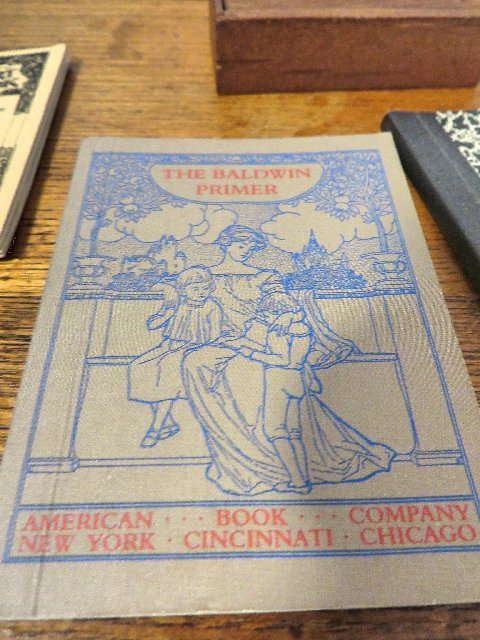 THE BALDWIN
PRIMER
AMERICAN · · · BOOK · · · COMPANY
NEW YORK · CINCINNATI · CHICAGO